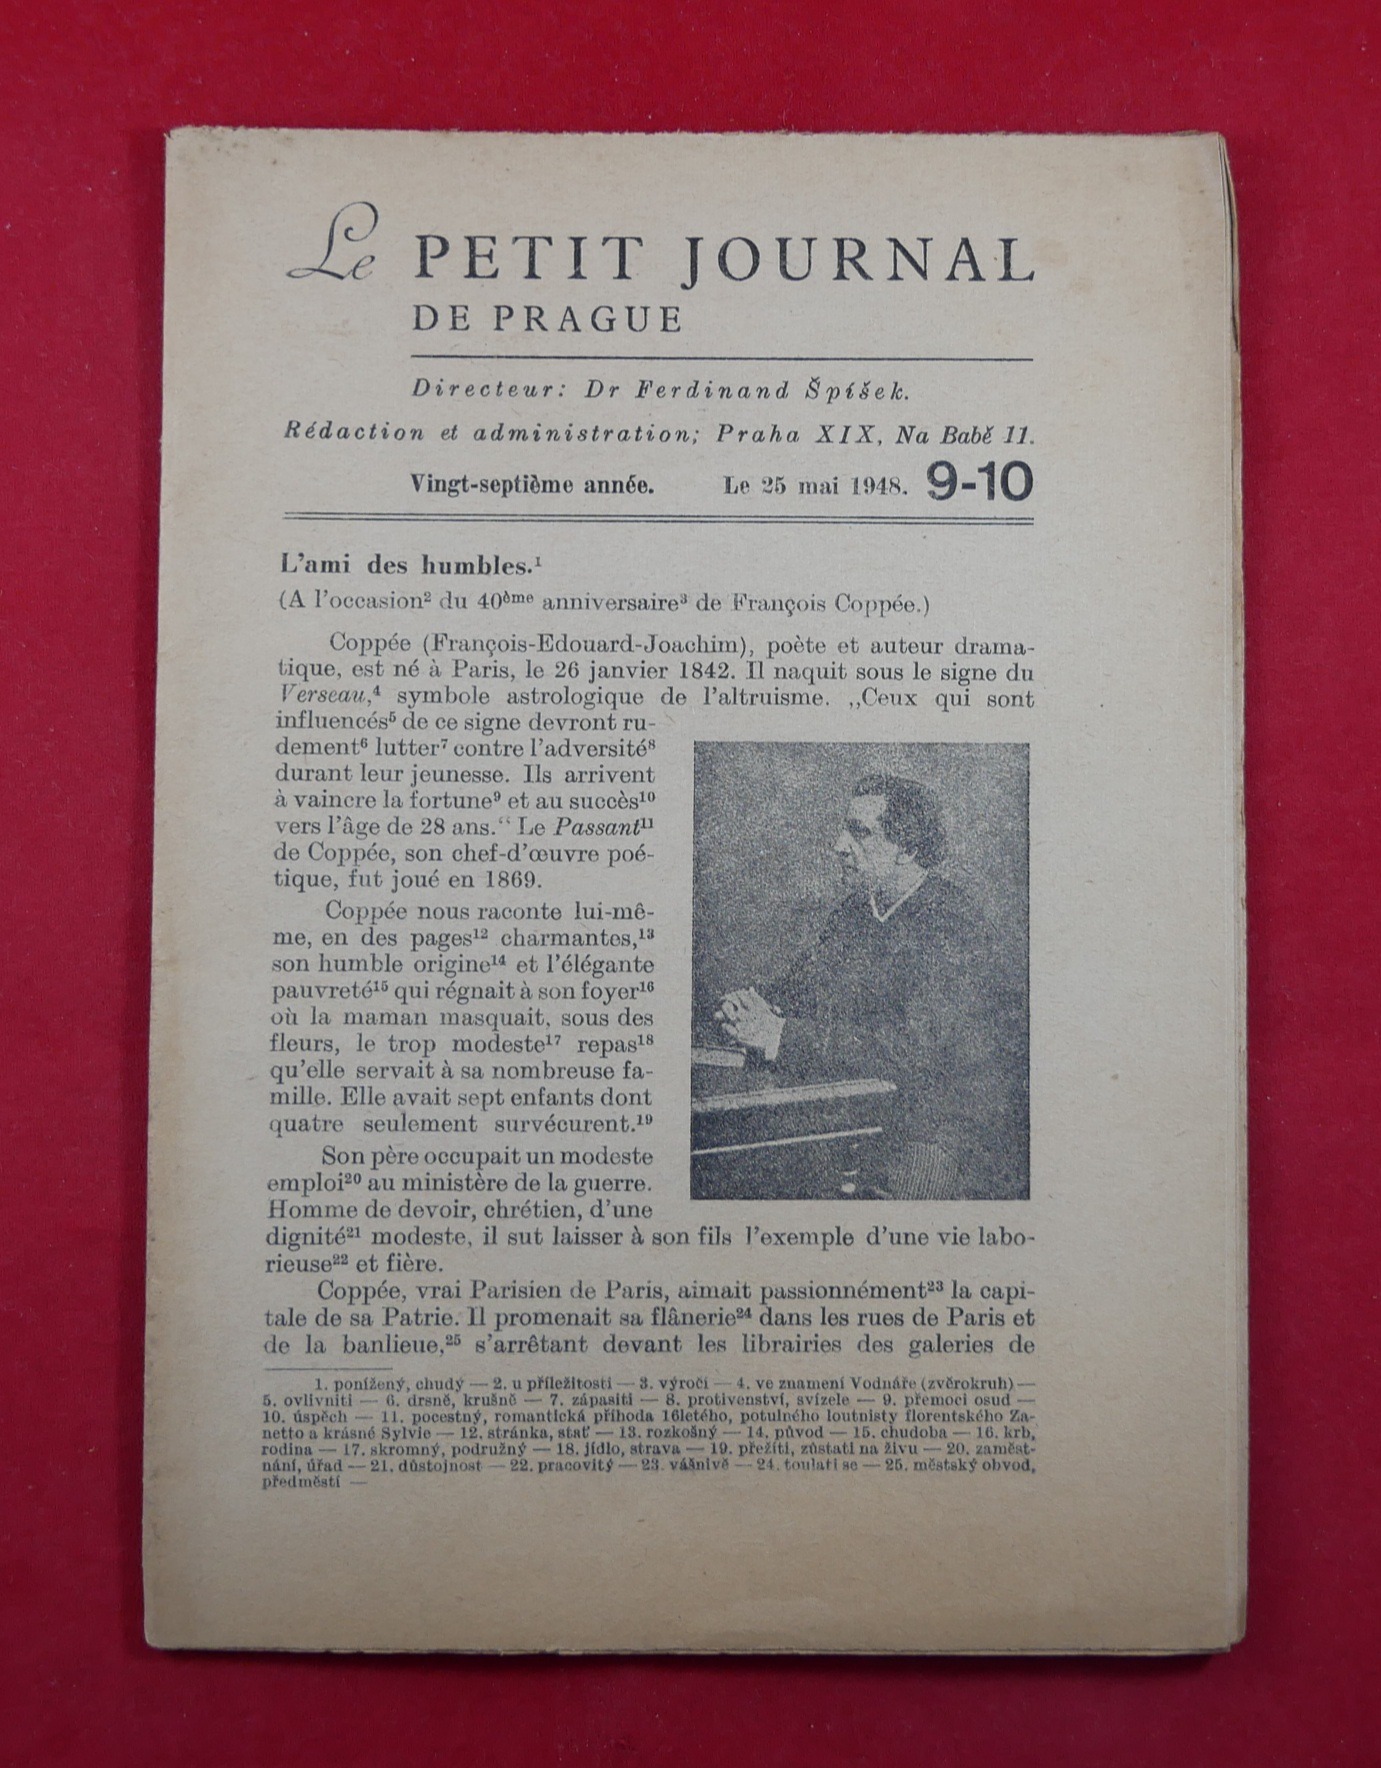 Le PETIT JOURNAL
DE PRAGUE
Directeur: Dr Ferdinand Špíšek.
Rédaction et administration; Praha XIX, Na Babě 11.
Vingt-septième année. Le 25 mai 1948. 9-10
L'ami des humbles.¹
(A l'occasion² du 40ème anniversaire³ de François Coppée.)
Coppée (François-Edouard-Joachim), poète et auteur drama-
tique, est né à Paris, le 26 janvier 1842. Il naquit sous le signe du
Verseau,⁴ symbole astrologique de l'altruisme. „Ceux qui sont
influencés⁵ de ce signe devront ru-
dement⁶ lutter⁷ contre l'adversité⁸
durant leur jeunesse. Ils arrivent
à vaincre la fortune⁹ et au succès¹⁰
vers l'âge de 28 ans.“ Le Passant¹¹
de Coppée, son chef-d'œuvre poé-
tique, fut joué en 1869.
Coppée nous raconte lui-mê-
me, en des pages¹² charmantes,¹³
son humble origine¹⁴ et l'élégante
pauvreté¹⁵ qui régnait à son foyer¹⁶
où la maman masquait, sous des
fleurs, le trop modeste¹⁷ repas¹⁸
qu'elle servait à sa nombreuse fa-
mille. Elle avait sept enfants dont
quatre seulement survécurent.¹⁹
Son père occupait un modeste
emploi²⁰ au ministère de la guerre.
Homme de devoir, chrétien, d'une
dignité²¹ modeste, il sut laisser à son fils l'exemple d'une vie labo-
rieuse²² et fière.
Coppée, vrai Parisien de Paris, aimait passionnément²³ la capi-
tale de sa Patrie. Il promenait sa flânerie²⁴ dans les rues de Paris et
de la banlieue,²⁵ s'arrêtant devant les librairies des galeries de
1. ponížený, chudý — 2. u příležitosti — 3. výročí — 4. ve znamení Vodnáře (zvěrokruh) —
5. ovlivniti — 6. drsně, krušně — 7. zápasiti — 8. protivenství, svízele — 9. přemoci osud —
10. úspěch — 11. pocestný, romantická příhoda 16letého, potulného loutnisty florentského Za-
netto a krásné Sylvie — 12. stránka, stať — 13. rozkošný — 14. původ — 15. chudoba — 16. krb,
rodina — 17. skromný, podružný — 18. jídlo, strava — 19. přežíti, zůstati na živu — 20. zaměst-
nání, úřad — 21. důstojnost — 22. pracovitý — 23. vášnivě — 24. toulati se — 25. městský obvod,
předměstí —